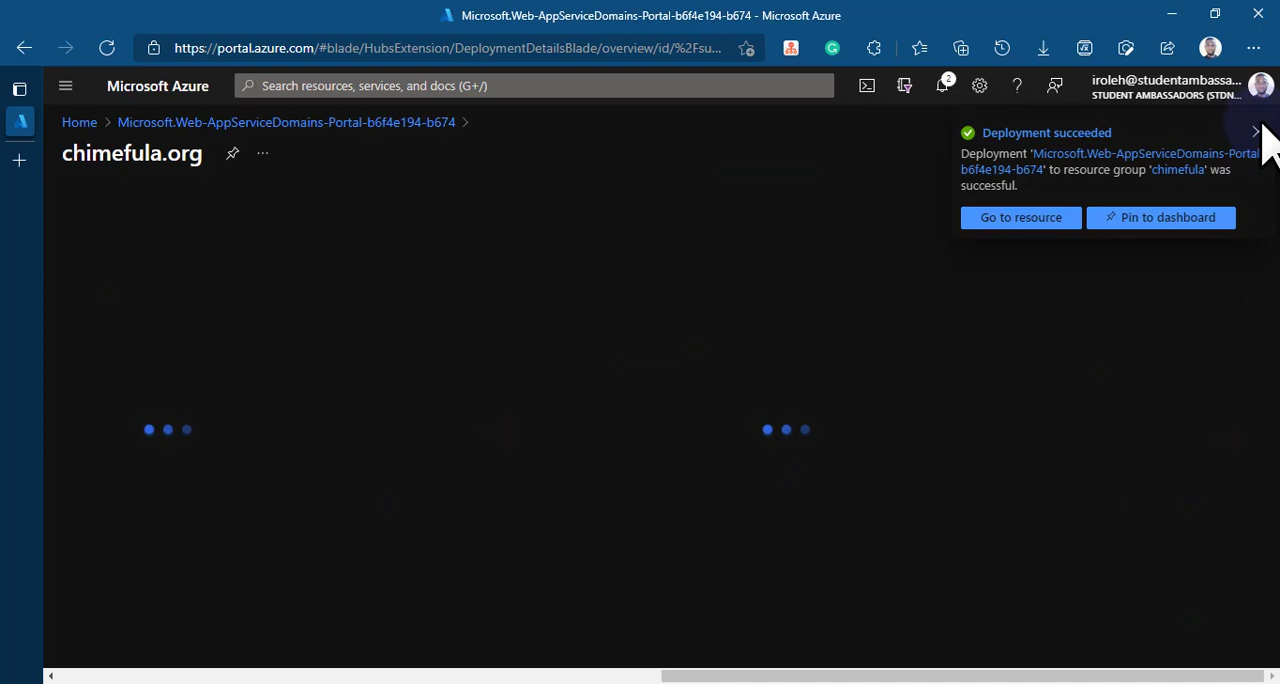 Microsoft.Web-AppServiceDomains-Portal-b6f4e194-b674 - Microsoft Azure
https://portal.azure.com/#blade/HubsExtension/DeploymentDetailsBlade/overview/id/%2Fsu...
Microsoft Azure
Search resources, services, and docs (G+/)
2
iroleh@studentambassa...
STUDENT AMBASSADORS (STDN...
Home > Microsoft.Web-AppServiceDomains-Portal-b6f4e194-b674 >
chimefula.org
Deployment succeeded
Deployment 'Microsoft.Web-AppServiceDomains-Portal
b6f4e194-b674' to resource group 'chimefula' was
successful.
Go to resource
Pin to dashboard